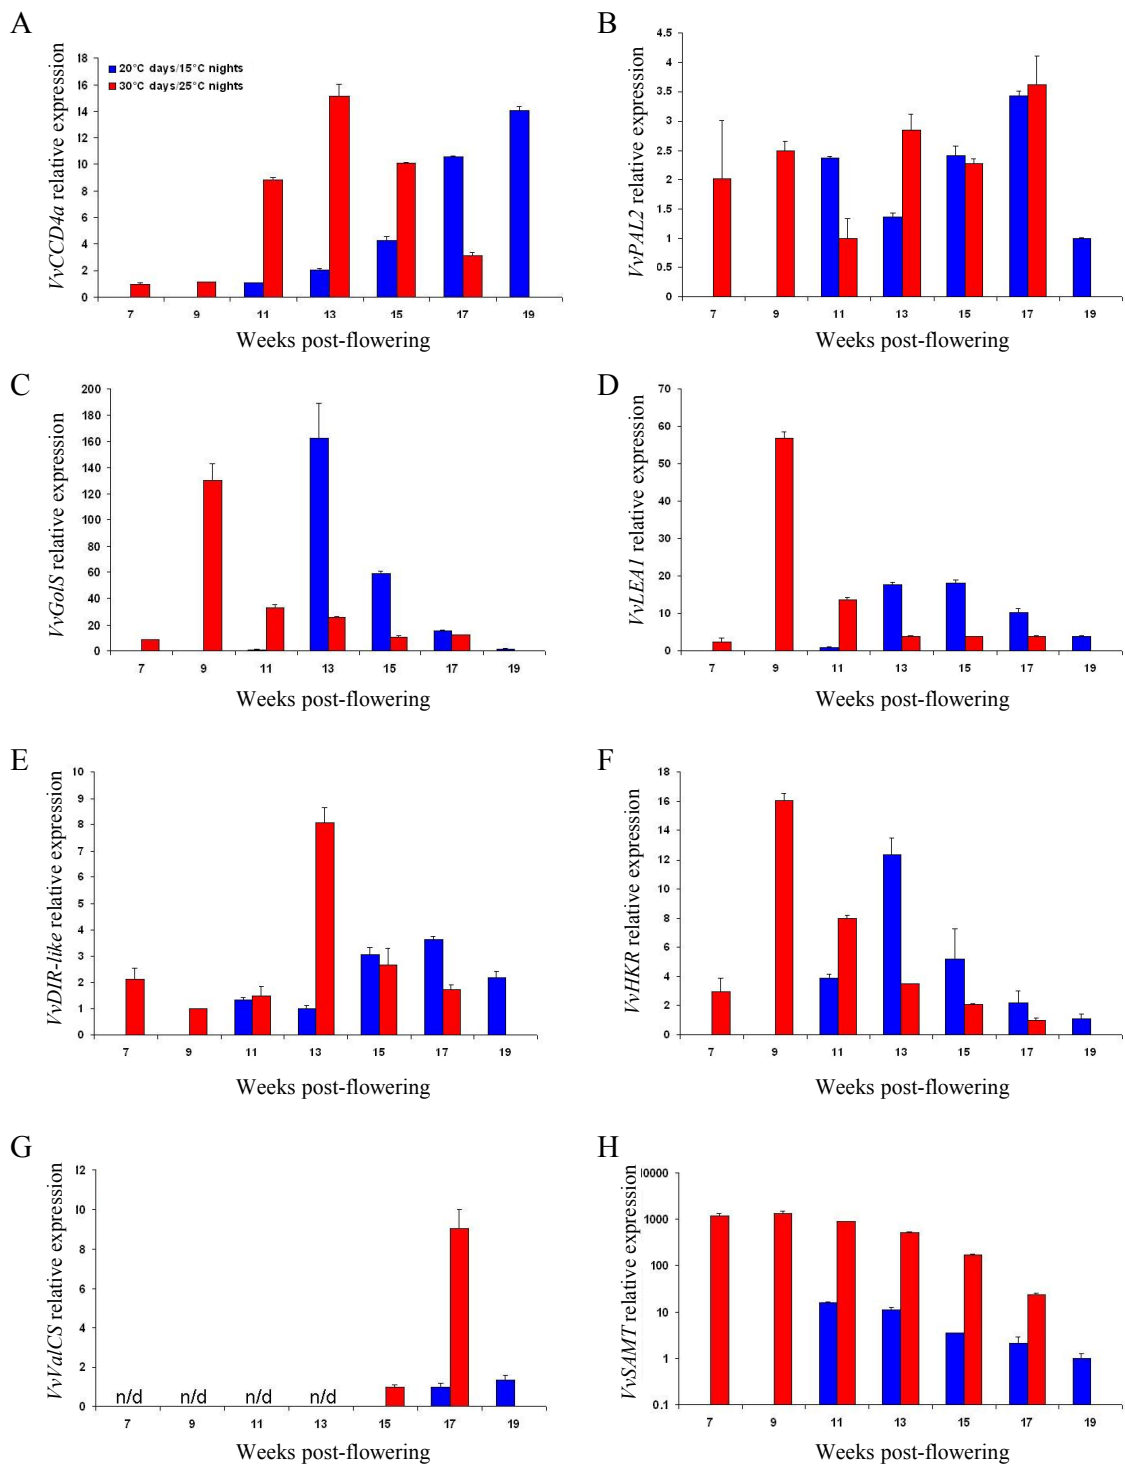 A
VvCCD4a relative expression
18
16
14
12
10
8
6
4
2
0
20°C days/15°C nights
30°C days/25°C nights
7 9 11 13 15 17 19
Weeks post-flowering
B
VvPAL2 relative expression
4.5
4
3.5
3
2.5
2
1.5
1
0.5
0
7 9 11 13 15 17 19
Weeks post-flowering
C
VvGolS relative expression
200
180
160
140
120
100
80
60
40
20
0
7 9 11 13 15 17 19
Weeks post-flowering
D
VvLEA1 relative expression
70
60
50
40
30
20
10
0
7 9 11 13 15 17 19
Weeks post-flowering
E
VvDIR-like relative expression
10
9
8
7
6
5
4
3
2
1
0
7 9 11 13 15 17 19
Weeks post-flowering
F
VvHKR relative expression
18
16
14
12
10
8
6
4
2
0
7 9 11 13 15 17 19
Weeks post-flowering
G
VvValCS relative expression
12
10
8
6
4
2
0
n/d n/d n/d n/d
7 9 11 13 15 17 19
Weeks post-flowering
H
VvSAMT relative expression
0000
1000
100
10
1
0.1
7 9 11 13 15 17 19
Weeks post-flowering